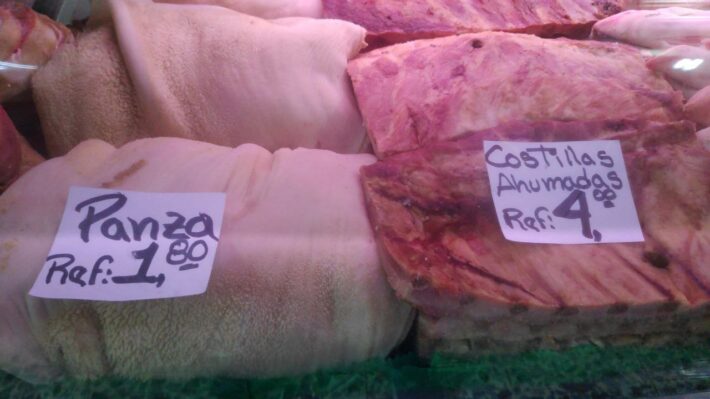 Panza
Ref: 1,80
Costillas
Ahumadas
Ref: 4,00